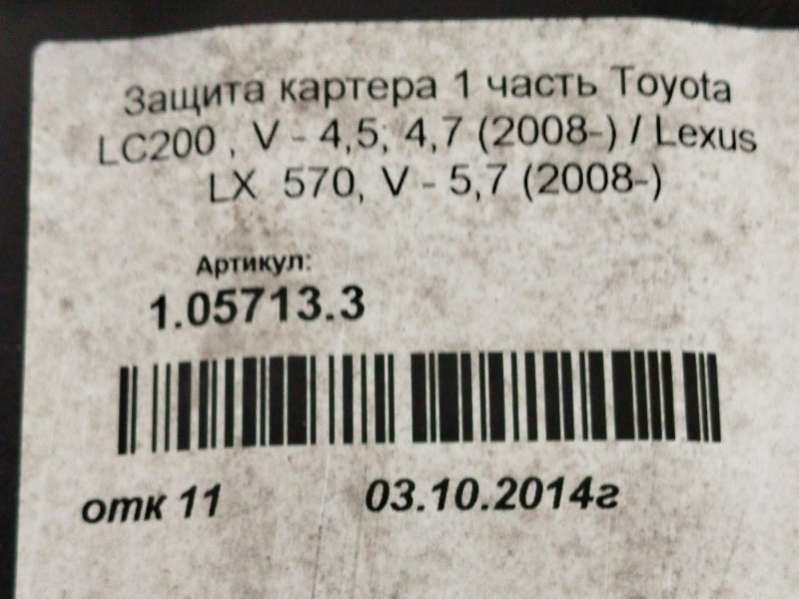 Защита картера 1 часть Toyota
LC200 , V - 4,5; 4,7 (2008-) / Lexus
LX 570, V - 5,7 (2008-)
Артикул:
1.05713.3
отк 11 03.10.2014г